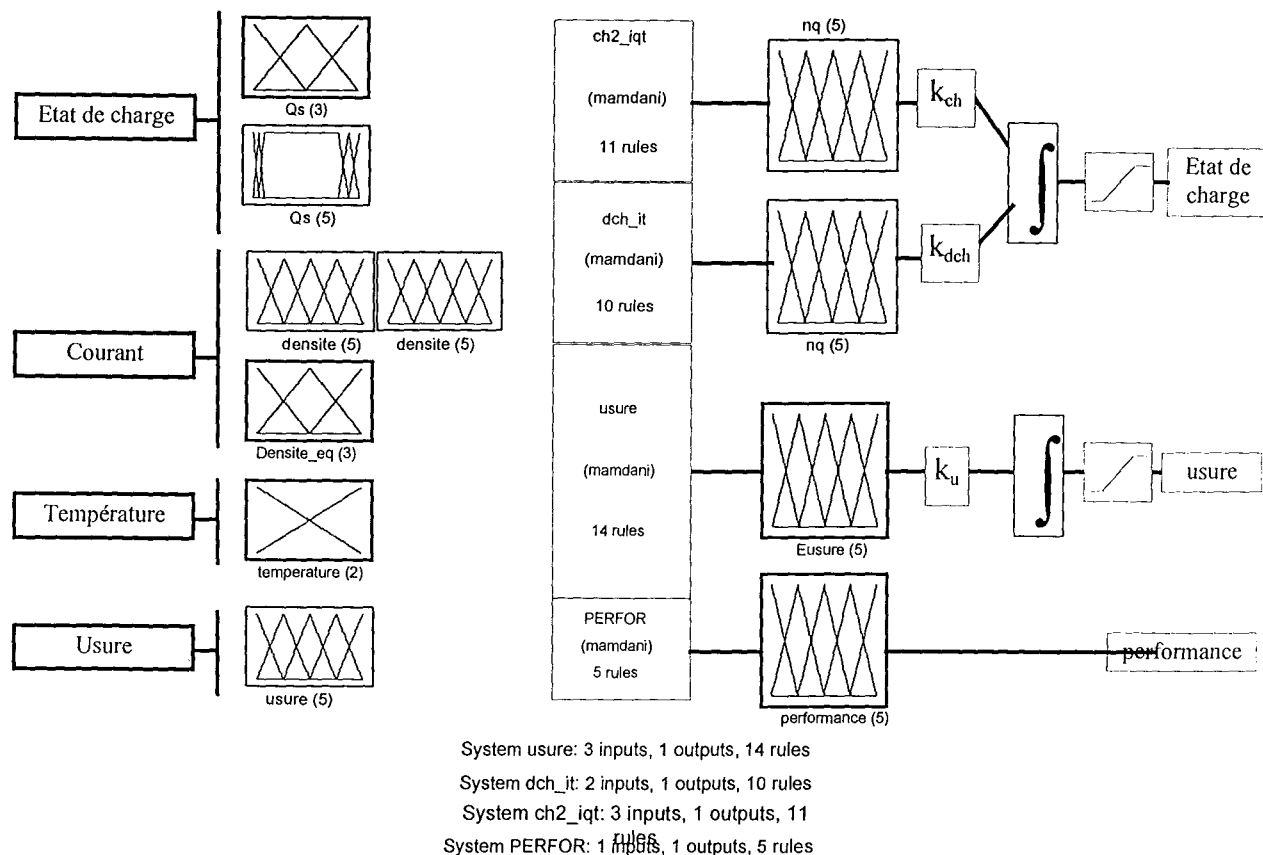 Etat de charge
Qs (3)
Qs (5)
Courant
densite (5)
densite (5)
Densite_eq (3)
Température
temperature (2)
Usure
usure (5)
ch2_iqt
(mamdani)
11 rules
dch_it
(mamdani)
10 rules
usure
(mamdani)
14 rules
PERFOR
(mamdani)
5 rules
nq (5)
kch
nq (5)
kdch
∫
Etat de
charge
Eusure (5)
ku
∫
usure
performance (5)
performance
System usure: 3 inputs, 1 outputs, 14 rules
System dch_it: 2 inputs, 1 outputs, 10 rules
System ch2_iqt: 3 inputs, 1 outputs, 11
rules
System PERFOR: 1 inputs, 1 outputs, 5 rules